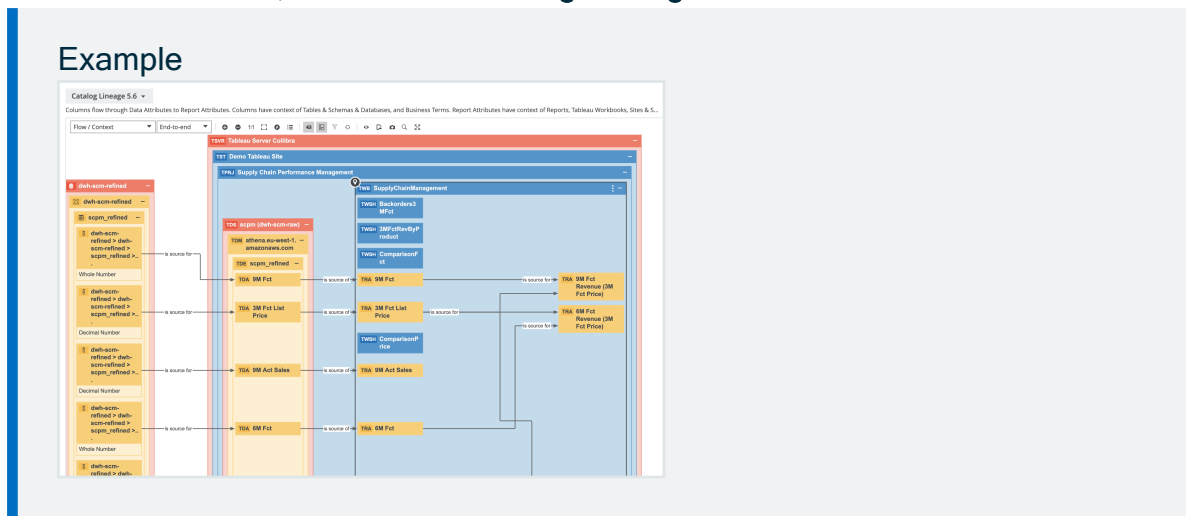 Example
Catalog Lineage 5.6
Columns flow through Data Attributes to Report Attributes. Columns have context of Tables & Schemas & Databases, and Business Terms. Report Attributes have context of Reports, Tableau Workbooks, Sites & S...
Flow / Context
End-to-end
1:1
TSVR Tableau Server Collibra
TST Demo Tableau Site
TPRJ Supply Chain Performance Management
dwh-scm-refined
TWB SupplyChainManagement
dwh-scm-refined
TWSH Backorders3
MFct
scpm_refined
TDS scpm (dwh-scm-raw)
TWSH 3MFctRevByP
roduct
dwh-scm-
refined > dwh-
scm-refined >
scpm_refined >..
.
TDM athena.eu-west-1.
amazonaws.com
TWSH ComparisonF
ct
TDE scpm_refined
is source for
Whole Number
TDA 9M Fct
is source of
TRA 9M Fct
is source for
TRA 9M Fct
Revenue (3M
Fct Price)
dwh-scm-
refined > dwh-
scm-refined >
scpm_refined >..
.
is source for
TDA 3M Fct List
Price
is source of
TRA 3M Fct List
Price
is source for
is source for
TRA 6M Fct
Revenue (3M
Fct Price)
Decimal Number
TWSH ComparisonP
rice
dwh-scm-
refined > dwh-
scm-refined >
scpm_refined >..
.
is source for
TDA 9M Act Sales
is source of
TRA 9M Act Sales
Decimal Number
dwh-scm-
refined > dwh-
scm-refined >
scpm_refined >..
.
is source for
TDA 6M Fct
is source of
TRA 6M Fct
Whole Number
dwh-scm-
refined > dwh-